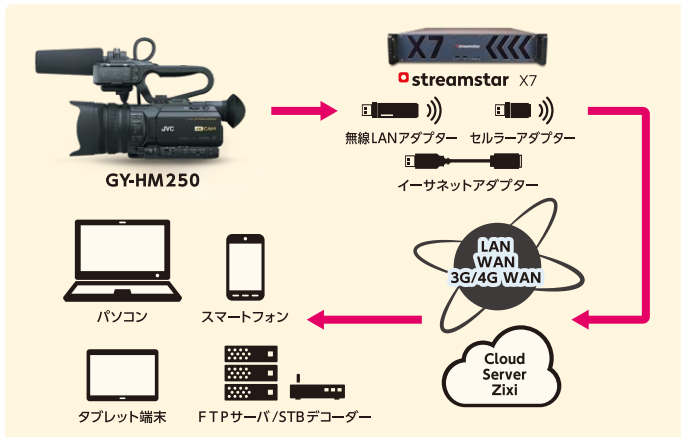 JVC
4KCAM
GY-HM250
X7
streamstar
streamstar X7
無線LANアダプター
セルラーアダプター
イーサネットアダプター
LAN
WAN
3G/4G WAN
Cloud
Server
Zixi
パソコン
スマートフォン
タブレット端末
FTPサーバ/STBデコーダー